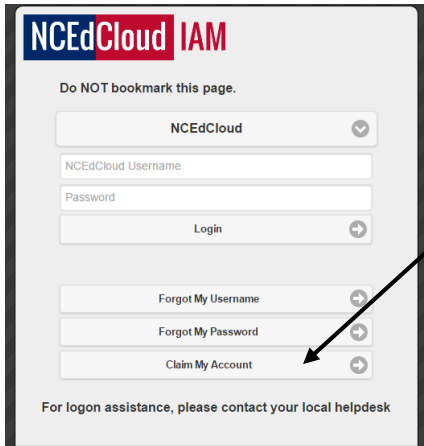 NCEdCloud IAM
Do NOT bookmark this page.
NCEdCloud
NCEdCloud Username
Password
Login
Forgot My Username
Forgot My Password
Claim My Account
For logon assistance, please contact your local helpdesk